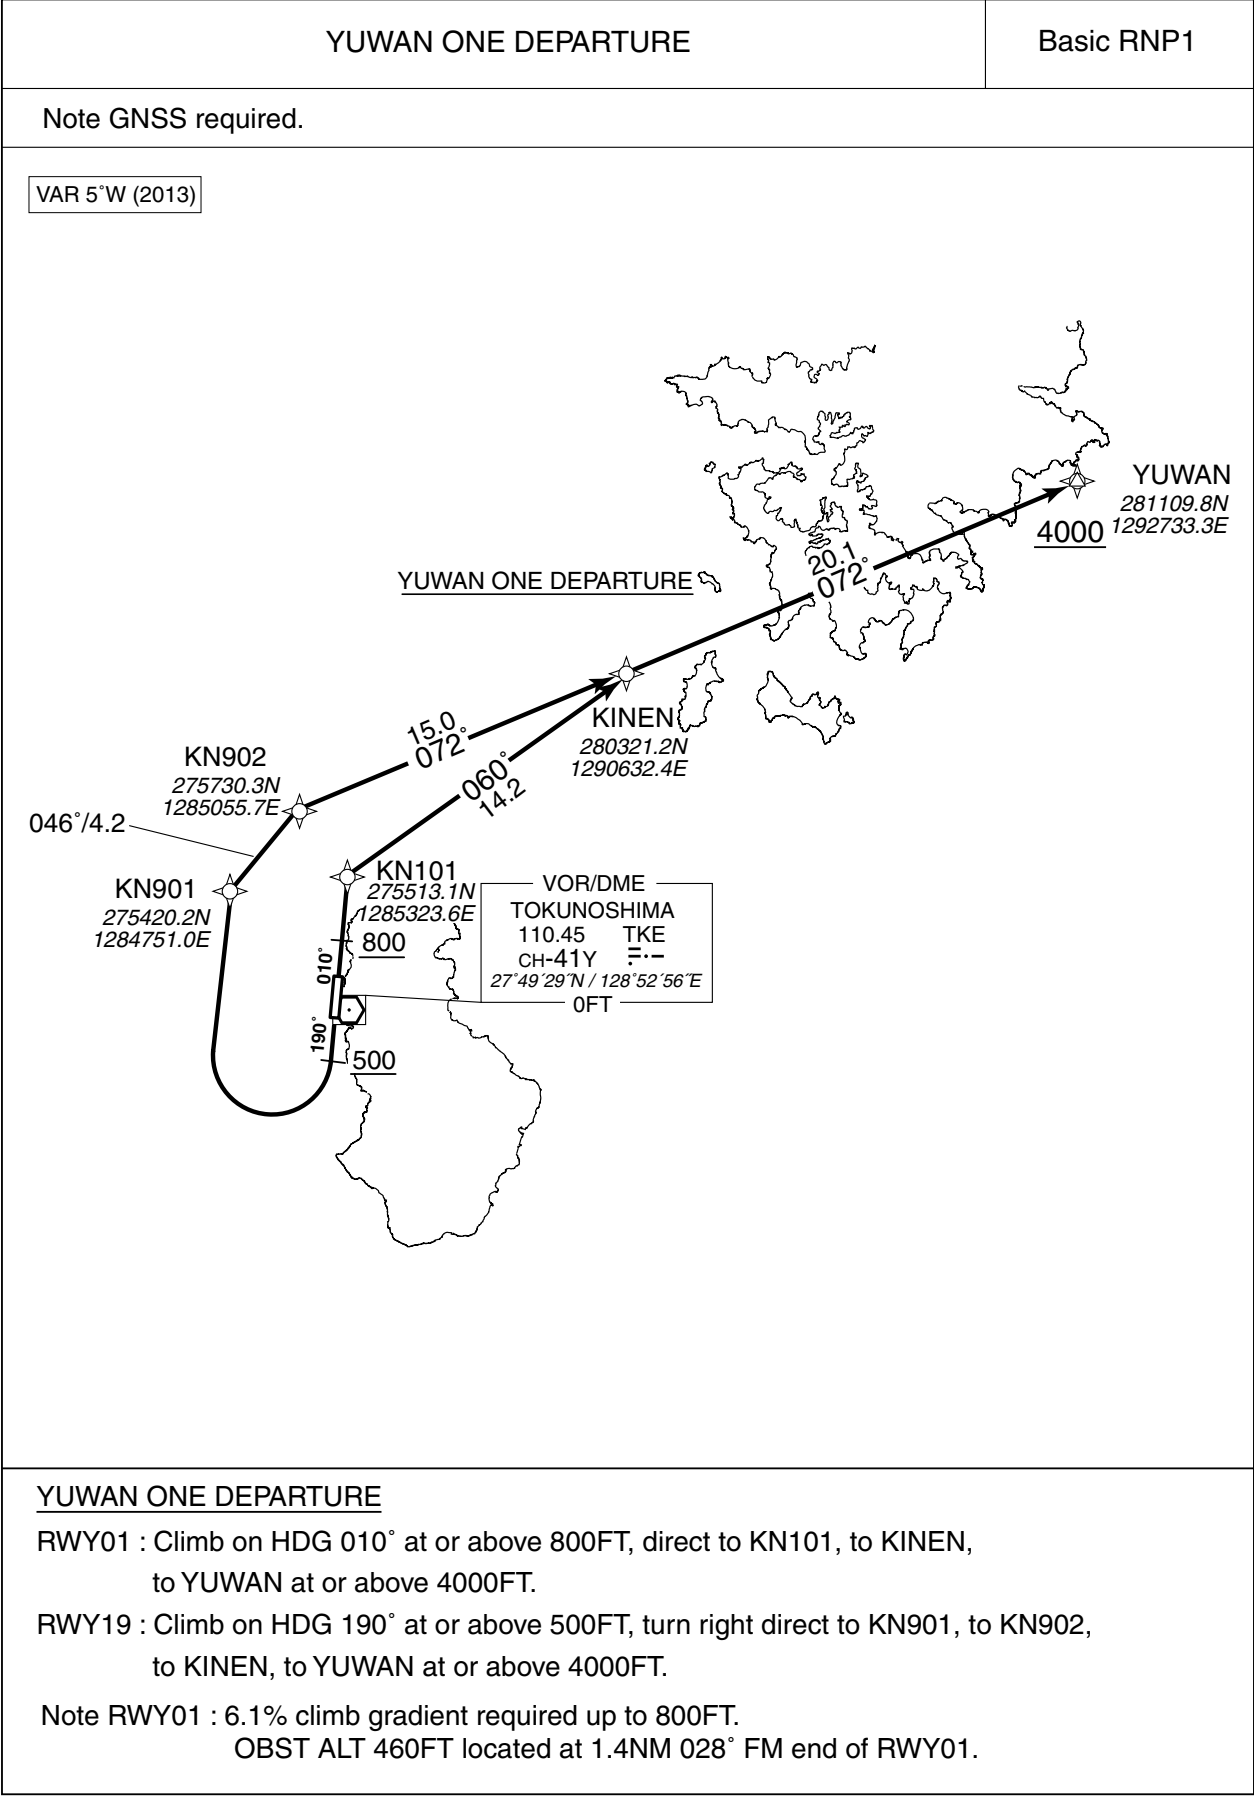 YUWAN ONE DEPARTURE
Basic RNP1
Note GNSS required.
VAR 5˚W (2013)
YUWAN
281109.8N
1292733.3E
4000
20.1
072˚
YUWAN ONE DEPARTURE
KINEN
280321.2N
1290632.4E
15.0
072˚
060˚
14.2
KN902
275730.3N
1285055.7E
046˚/4.2
KN901
275420.2N
1284751.0E
KN101
275513.1N
1285323.6E
VOR/DME
TOKUNOSHIMA
110.45 TKE
CH-41Y
27˚49´29˝N / 128˚52´56˝E
0FT
800
010˚
190˚
500
YUWAN ONE DEPARTURE
RWY01 : Climb on HDG 010˚ at or above 800FT, direct to KN101, to KINEN,
to YUWAN at or above 4000FT.
RWY19 : Climb on HDG 190˚ at or above 500FT, turn right direct to KN901, to KN902,
to KINEN, to YUWAN at or above 4000FT.
Note RWY01 : 6.1% climb gradient required up to 800FT.
OBST ALT 460FT located at 1.4NM 028˚ FM end of RWY01.